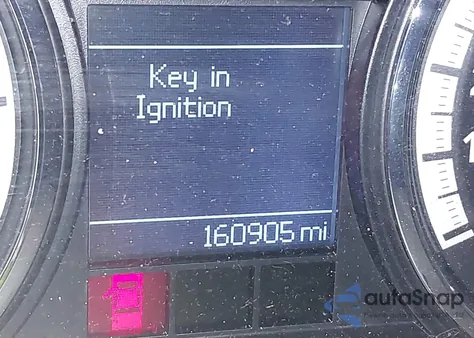 Key in
Ignition
160905 mi
autoSnap